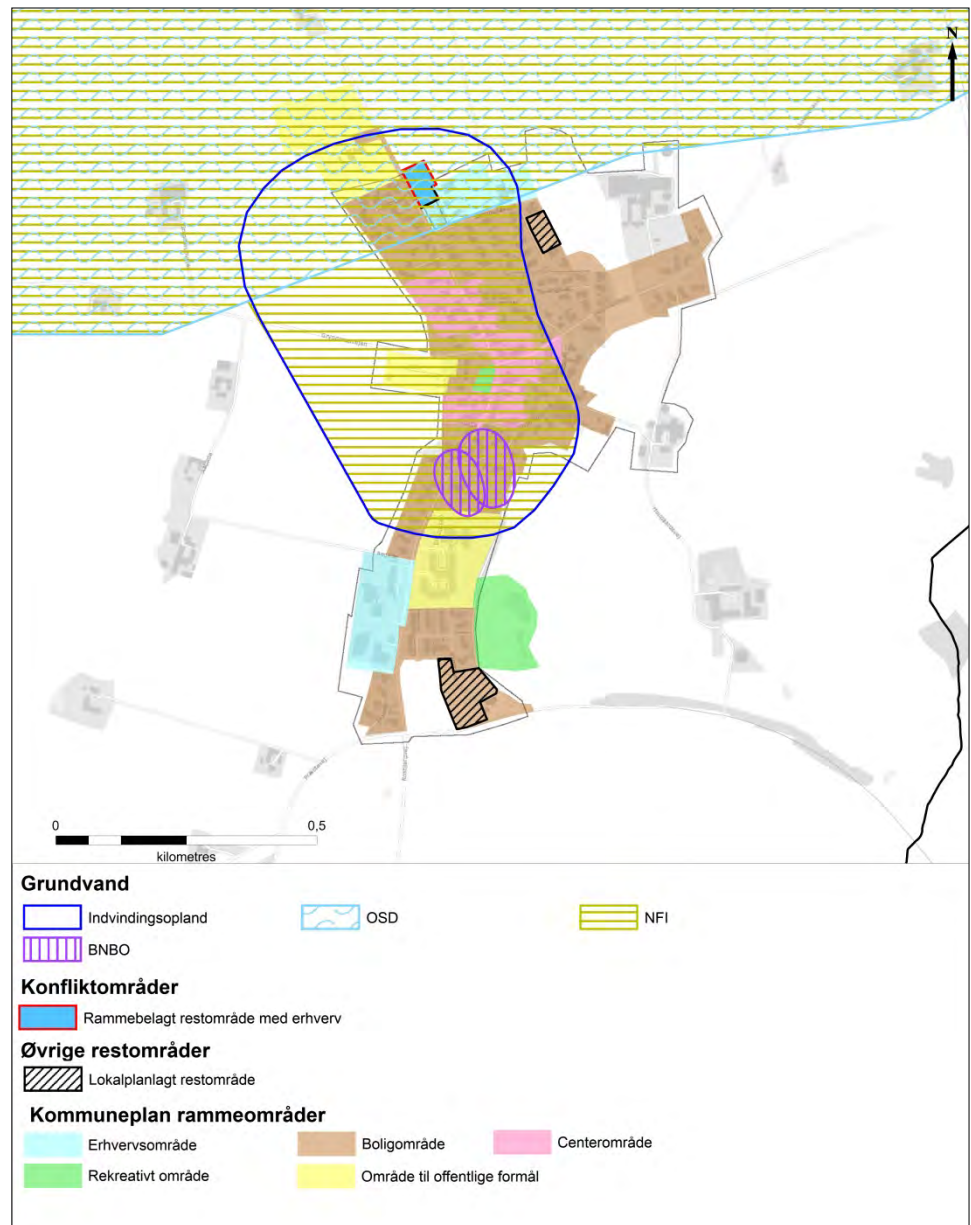 N
0 0,5
kilometres
Grundvand
Indvindingsopland OSD NFI
BNBO
Konfliktområder
Rammebelagt restområde med erhverv
Øvrige restområder
Lokalplanlagt restområde
Kommuneplan rammeområder
Erhvervsområde Boligområde Centerområde
Rekreativt område Område til offentlige formål